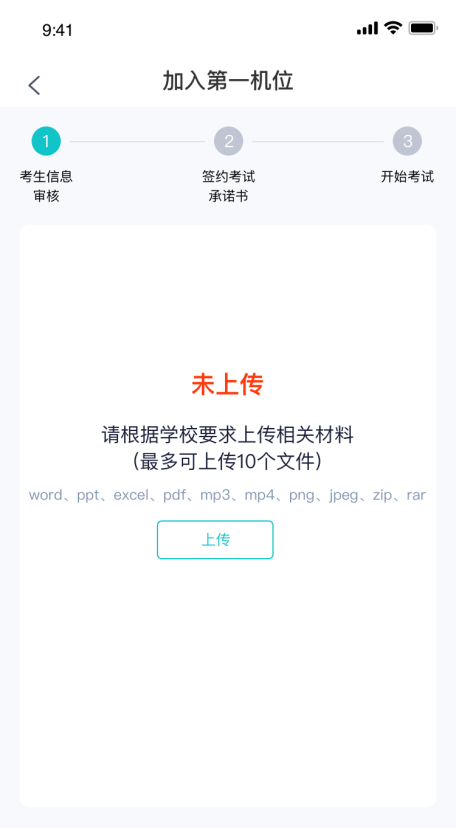 9:41
加入第一机位
1
2
3
考生信息
审核
签约考试
承诺书
开始考试
未上传
请根据学校要求上传相关材料
(最多可上传10个文件)
word、ppt、excel、pdf、mp3、mp4、png、jpeg、zip、rar
上传